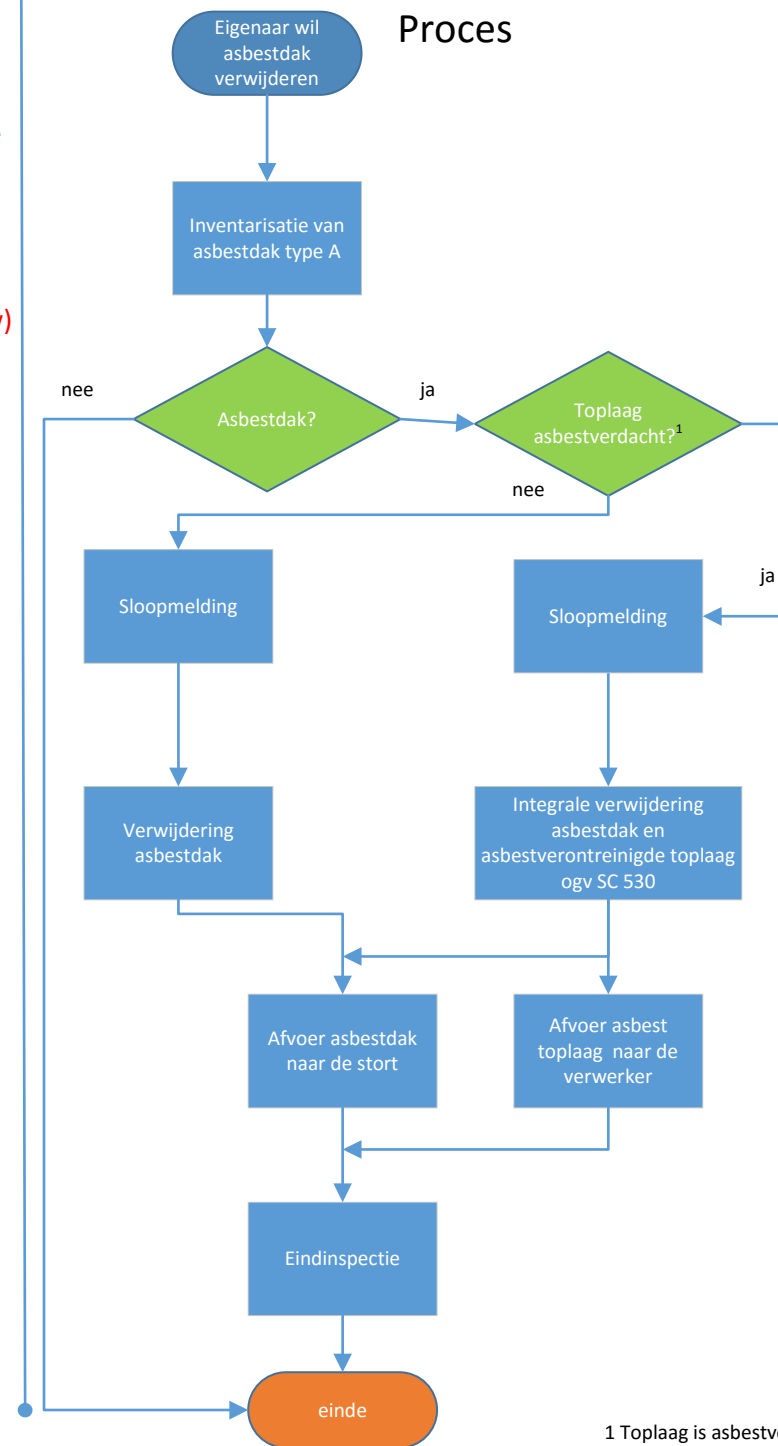 Proces
Eigenaar wil
asbestdak
verwijderen
Inventarisatie van
asbestdak type A
nee
Asbestdak?
ja
Toplaag
asbestverdacht?1
nee
ja
Sloopmelding
Sloopmelding
Verwijdering
asbestdak
Integrale verwijdering
asbestdak en
asbestverontreinigde toplaag
ogv SC 530
Afvoer asbestdak
naar de stort
Afvoer asbest
toplaag naar de
verwerker
Eindinspectie
einde
1 Toplaag is